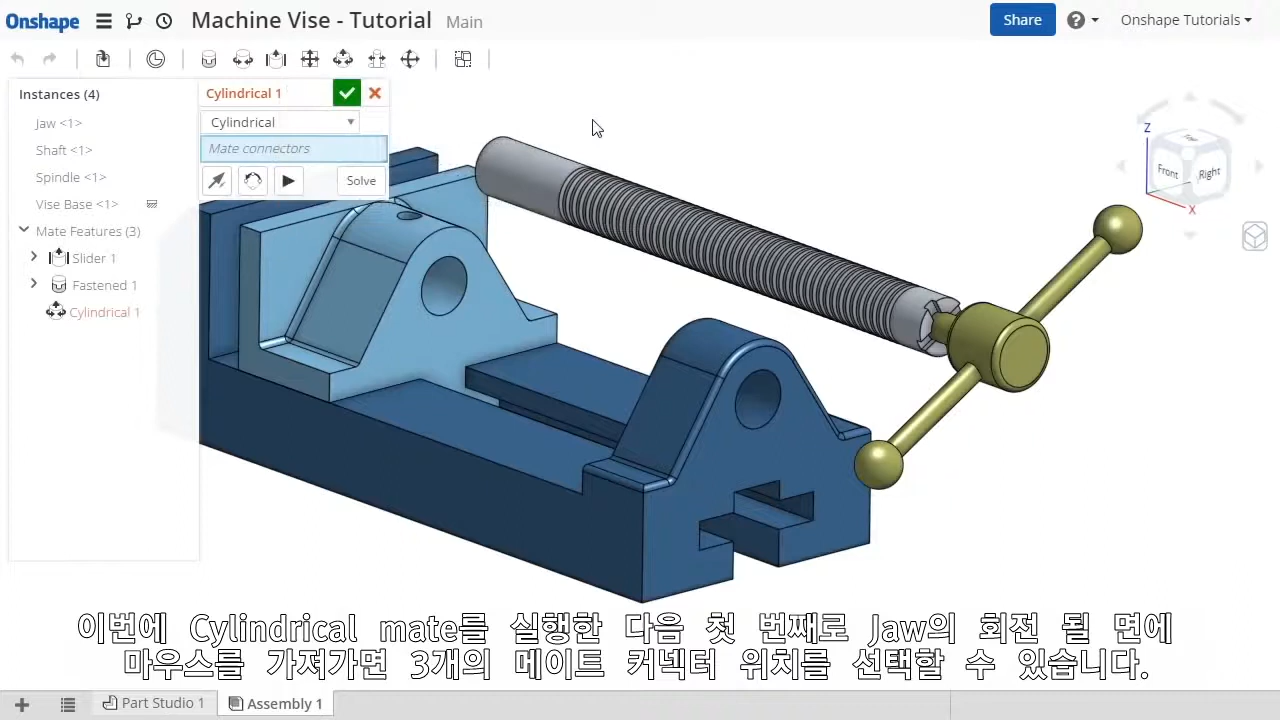 Onshape Machine Vise - Tutorial Main Share ? Onshape Tutorials
Instances (4)
Jaw <1>
Shaft <1>
Spindle <1>
Vise Base <1>
Mate Features (3)
Slider 1
Fastened 1
Cylindrical 1
Cylindrical 1
Cylindrical
Mate connectors
Solve
Z
Top
Front Right
X
이번에 Cylindrical mate를 실행한 다음 첫 번째로 Jaw의 회전 될 면에
마우스를 가져가면 3개의 메이트 커넥터 위치를 선택할 수 있습니다.
Part Studio 1 Assembly 1